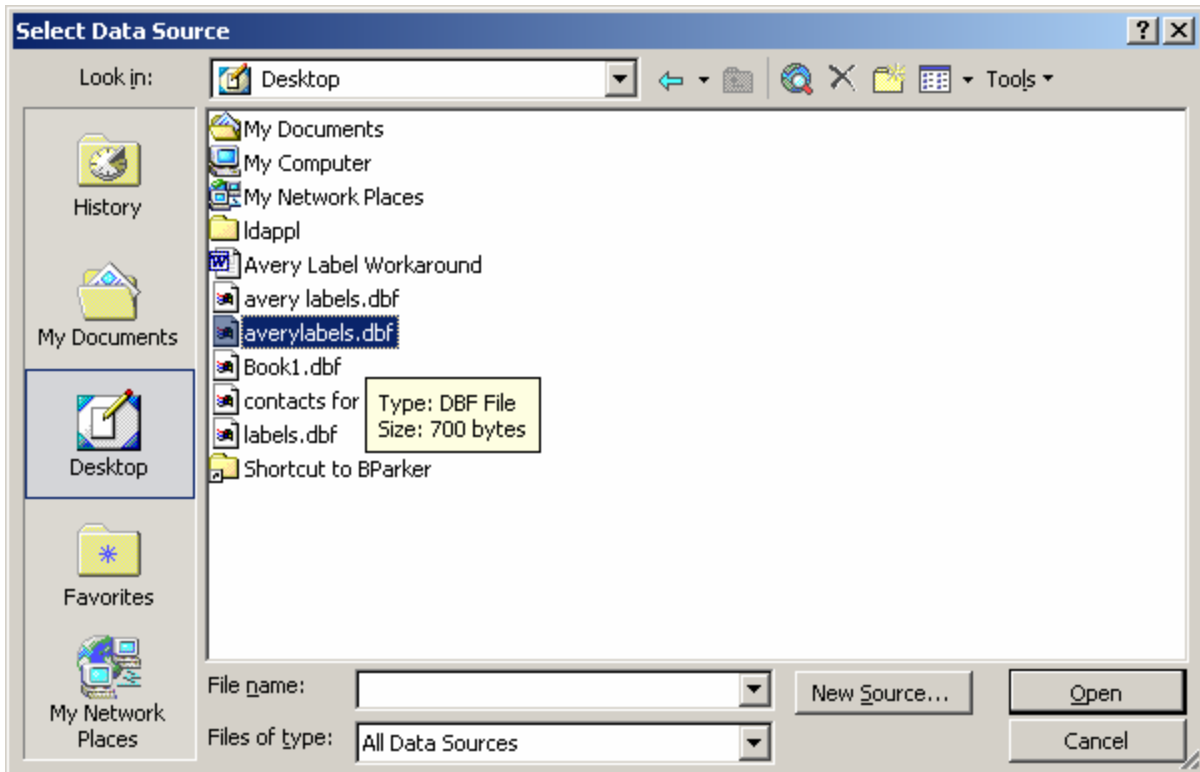 Select Data Source
Look in:
Desktop
Tools
History
My Documents
Desktop
Favorites
My Network
Places
My Documents
My Computer
My Network Places
ldappl
Avery Label Workaround
avery labels.dbf
averylabels.dbf
Book1.dbf
contacts for
labels.dbf
Shortcut to BParker
Type: DBF File
Size: 700 bytes
File name:
New Source...
Open
Files of type:
All Data Sources
Cancel